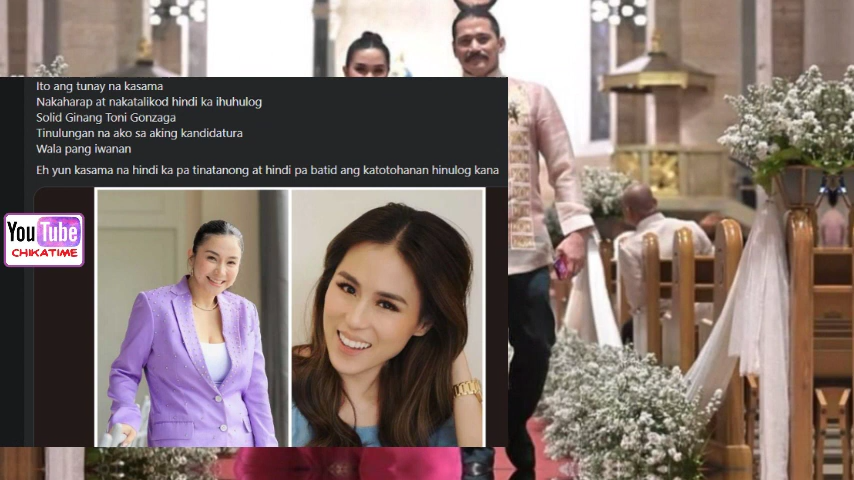 Ito ang tunay na kasama
Nakaharap at nakatalikod hindi ka ihuhulog
Solid Ginang Toni Gonzaga
Tinulungan na ako sa aking kandidatura
Wala pang iwanan
Eh yun kasama na hindi ka pa tinatanong at hindi pa batid ang katotohanan hinulog kana
YouTube
CHIKATIME